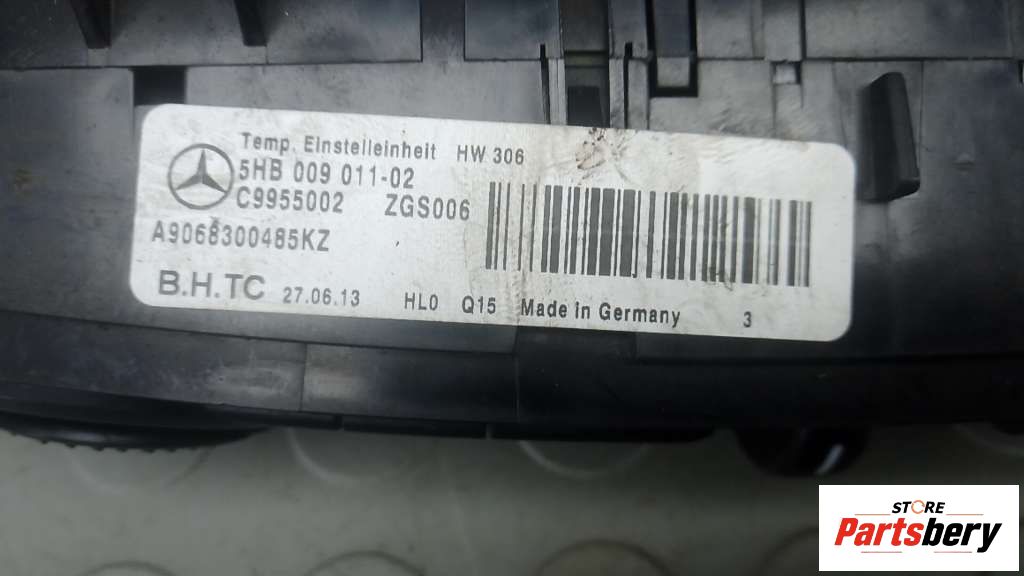 Temp. Einstelleinheit HW 306
5HB 009 011-02
C9955002 ZGS006
A9068300485KZ
B.H.TC 27.06.13 HL0 Q15 Made in Germany 3
STORE
Partsbery